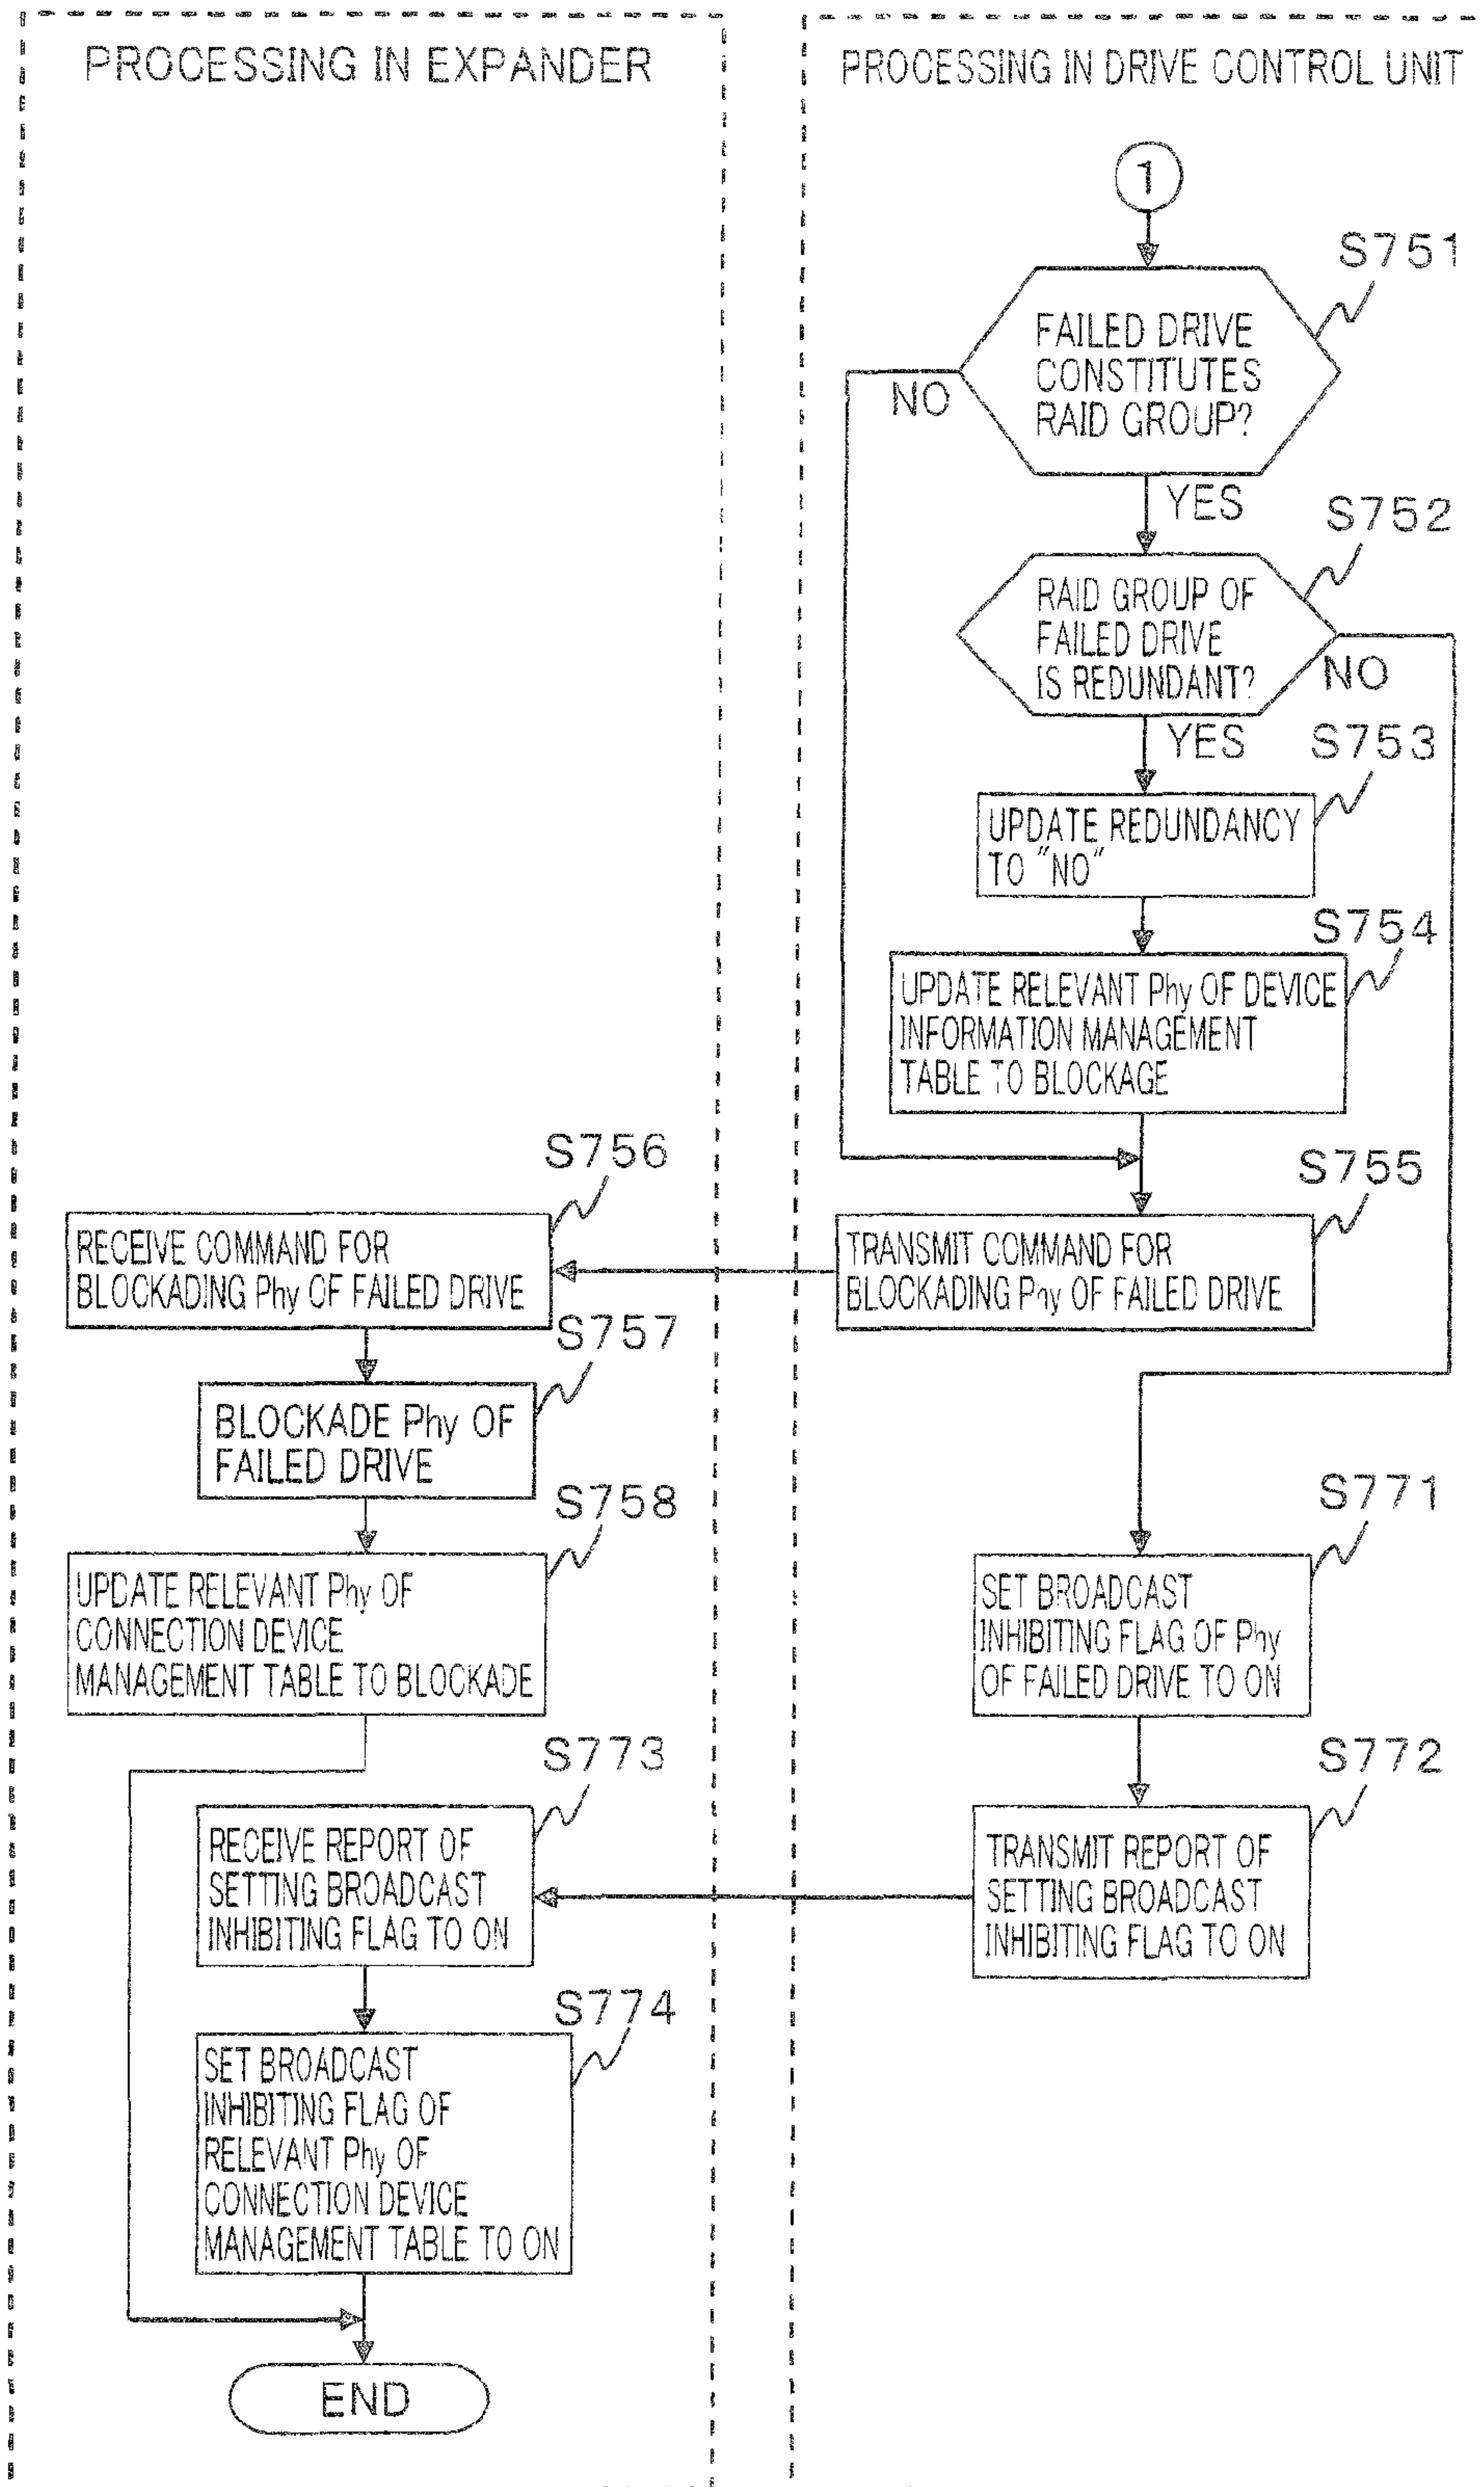 PROCESSING IN EXPANDER
PROCESSING IN DRIVE CONTROL UNIT
1
S751
FAILED DRIVE
CONSTITUTES
RAID GROUP?
NO
YES
S752
RAID GROUP OF
FAILED DRIVE
IS REDUNDANT?
NO
YES
S753
UPDATE REDUNDANCY
TO "NO"
S754
UPDATE RELEVANT Phy OF DEVICE
INFORMATION MANAGEMENT
TABLE TO BLOCKAGE
S755
TRANSMIT COMMAND FOR
BLOCKADING Phy OF FAILED DRIVE
S756
RECEIVE COMMAND FOR
BLOCKADING Phy OF FAILED DRIVE
S757
BLOCKADE Phy OF
FAILED DRIVE
S758
UPDATE RELEVANT Phy OF
CONNECTION DEVICE
MANAGEMENT TABLE TO BLOCKADE
S771
SET BROADCAST
INHIBITING FLAG OF Phy
OF FAILED DRIVE TO ON
S772
TRANSMIT REPORT OF
SETTING BROADCAST
INHIBITING FLAG TO ON
S773
RECEIVE REPORT OF
SETTING BROADCAST
INHIBITING FLAG TO ON
S774
SET BROADCAST
INHIBITING FLAG OF
RELEVANT Phy OF
CONNECTION DEVICE
MANAGEMENT TABLE TO ON
END